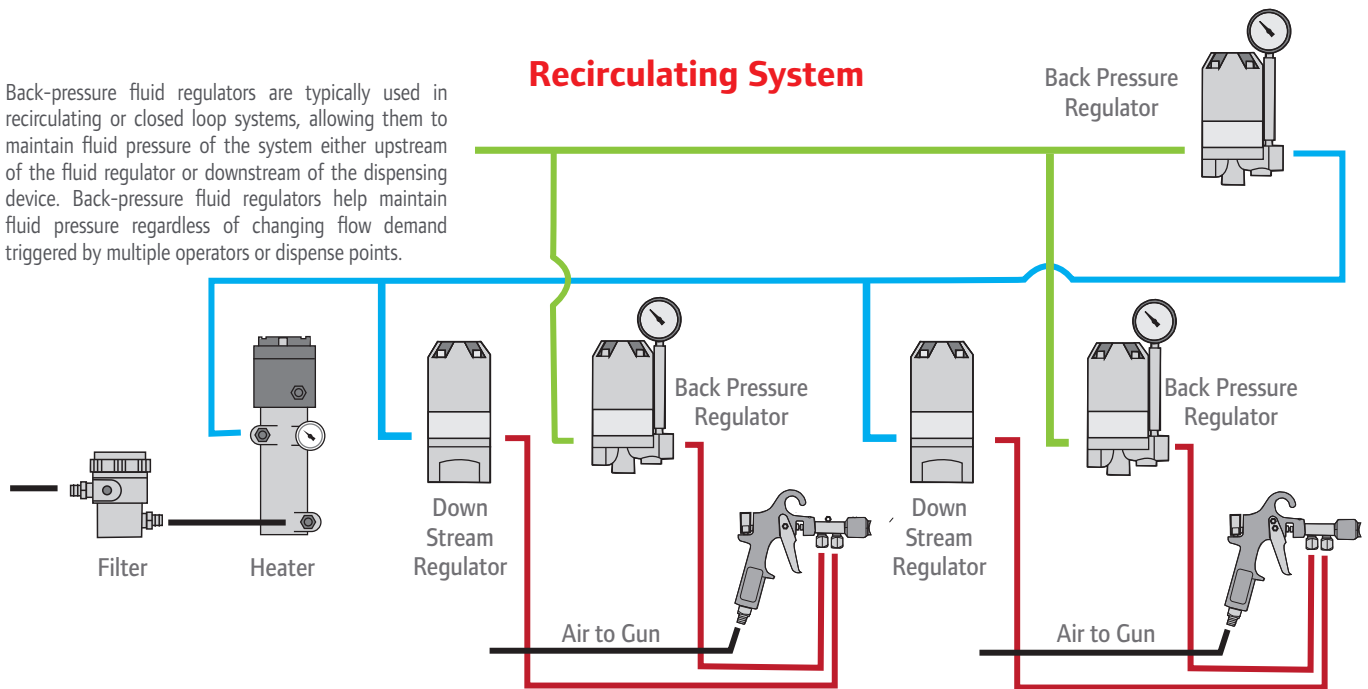 Recirculating System
Back-pressure fluid regulators are typically used in
recirculating or closed loop systems, allowing them to
maintain fluid pressure of the system either upstream
of the fluid regulator or downstream of the dispensing
device. Back-pressure fluid regulators help maintain
fluid pressure regardless of changing flow demand
triggered by multiple operators or dispense points.
Back Pressure
Regulator
Filter
Heater
Down
Stream
Regulator
Back Pressure
Regulator
Air to Gun
Down
Stream
Regulator
Back Pressure
Regulator
Air to Gun